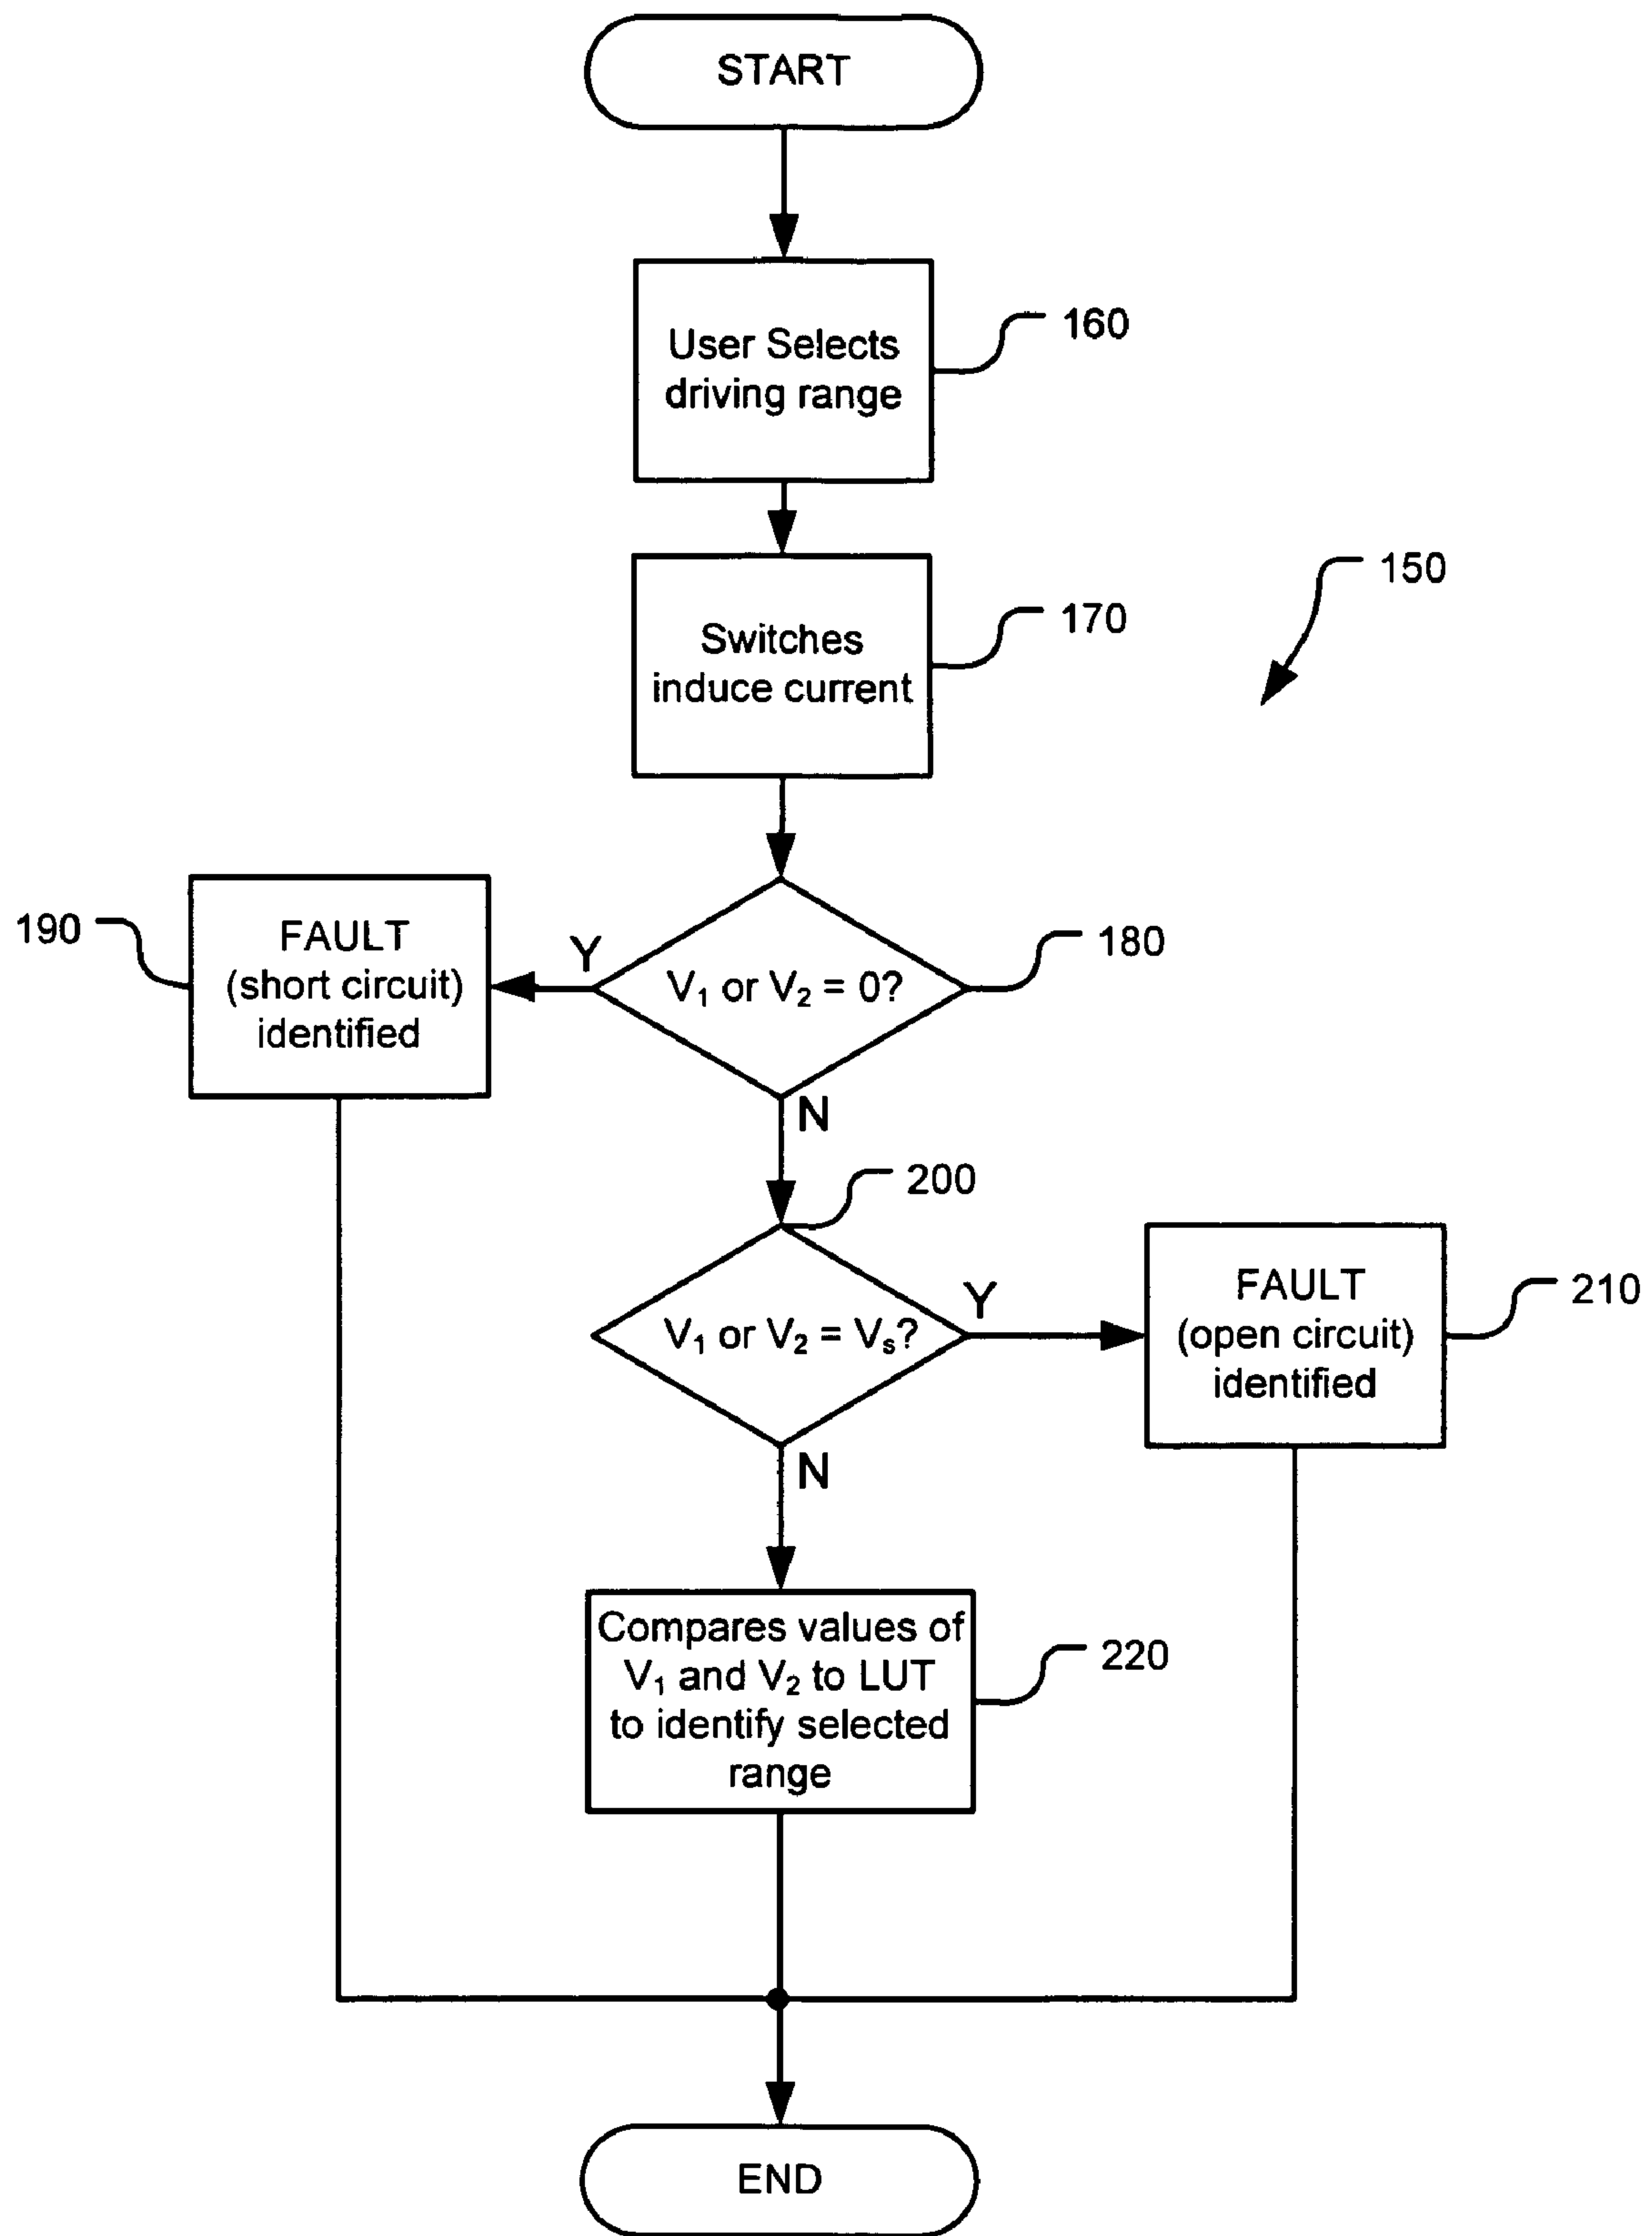 START
User Selects
driving range
160
150
Switches
induce current
170
190
FAULT
(short circuit)
identified
Y
V₁ or V₂ = 0?
180
N
200
V₁ or V₂ = Vₛ?
Y
FAULT
(open circuit)
identified
210
N
Compares values of
V₁ and V₂ to LUT
to identify selected
range
220
END